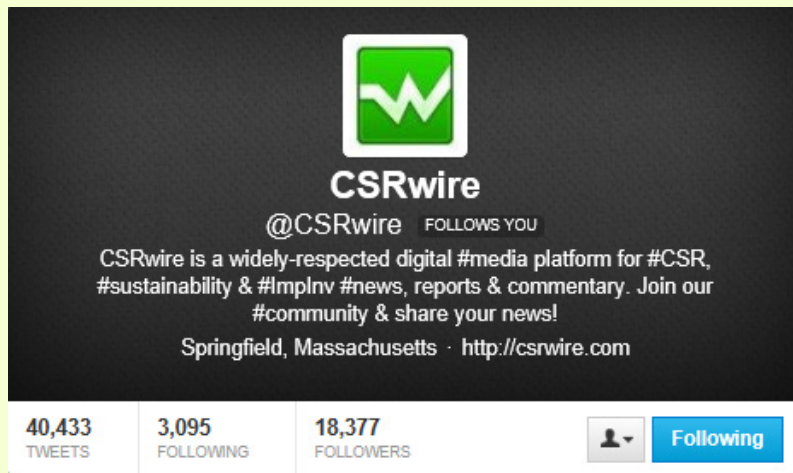 CSRwire
@CSRwire FOLLOWS YOU
CSRwire is a widely-respected digital #media platform for #CSR,
#sustainability & #ImpInv #news, reports & commentary. Join our
#community & share your news!
Springfield, Massachusetts · http://csrwire.com
40,433 3,095 18,377
TWEETS FOLLOWING FOLLOWERS
Following